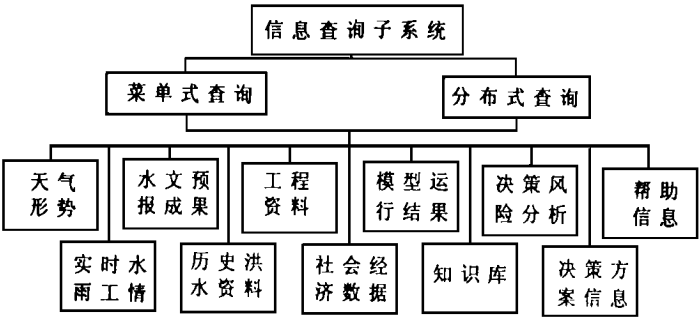 信息查询子系统
菜单式查询
分布式查询
天气
形势
水文预
报成果
工程
资料
模型运
行结果
决策风
险分析
帮助
信息
实时水
雨工情
历史洪
水资料
社会经
济数据
知识库
决策方
案信息